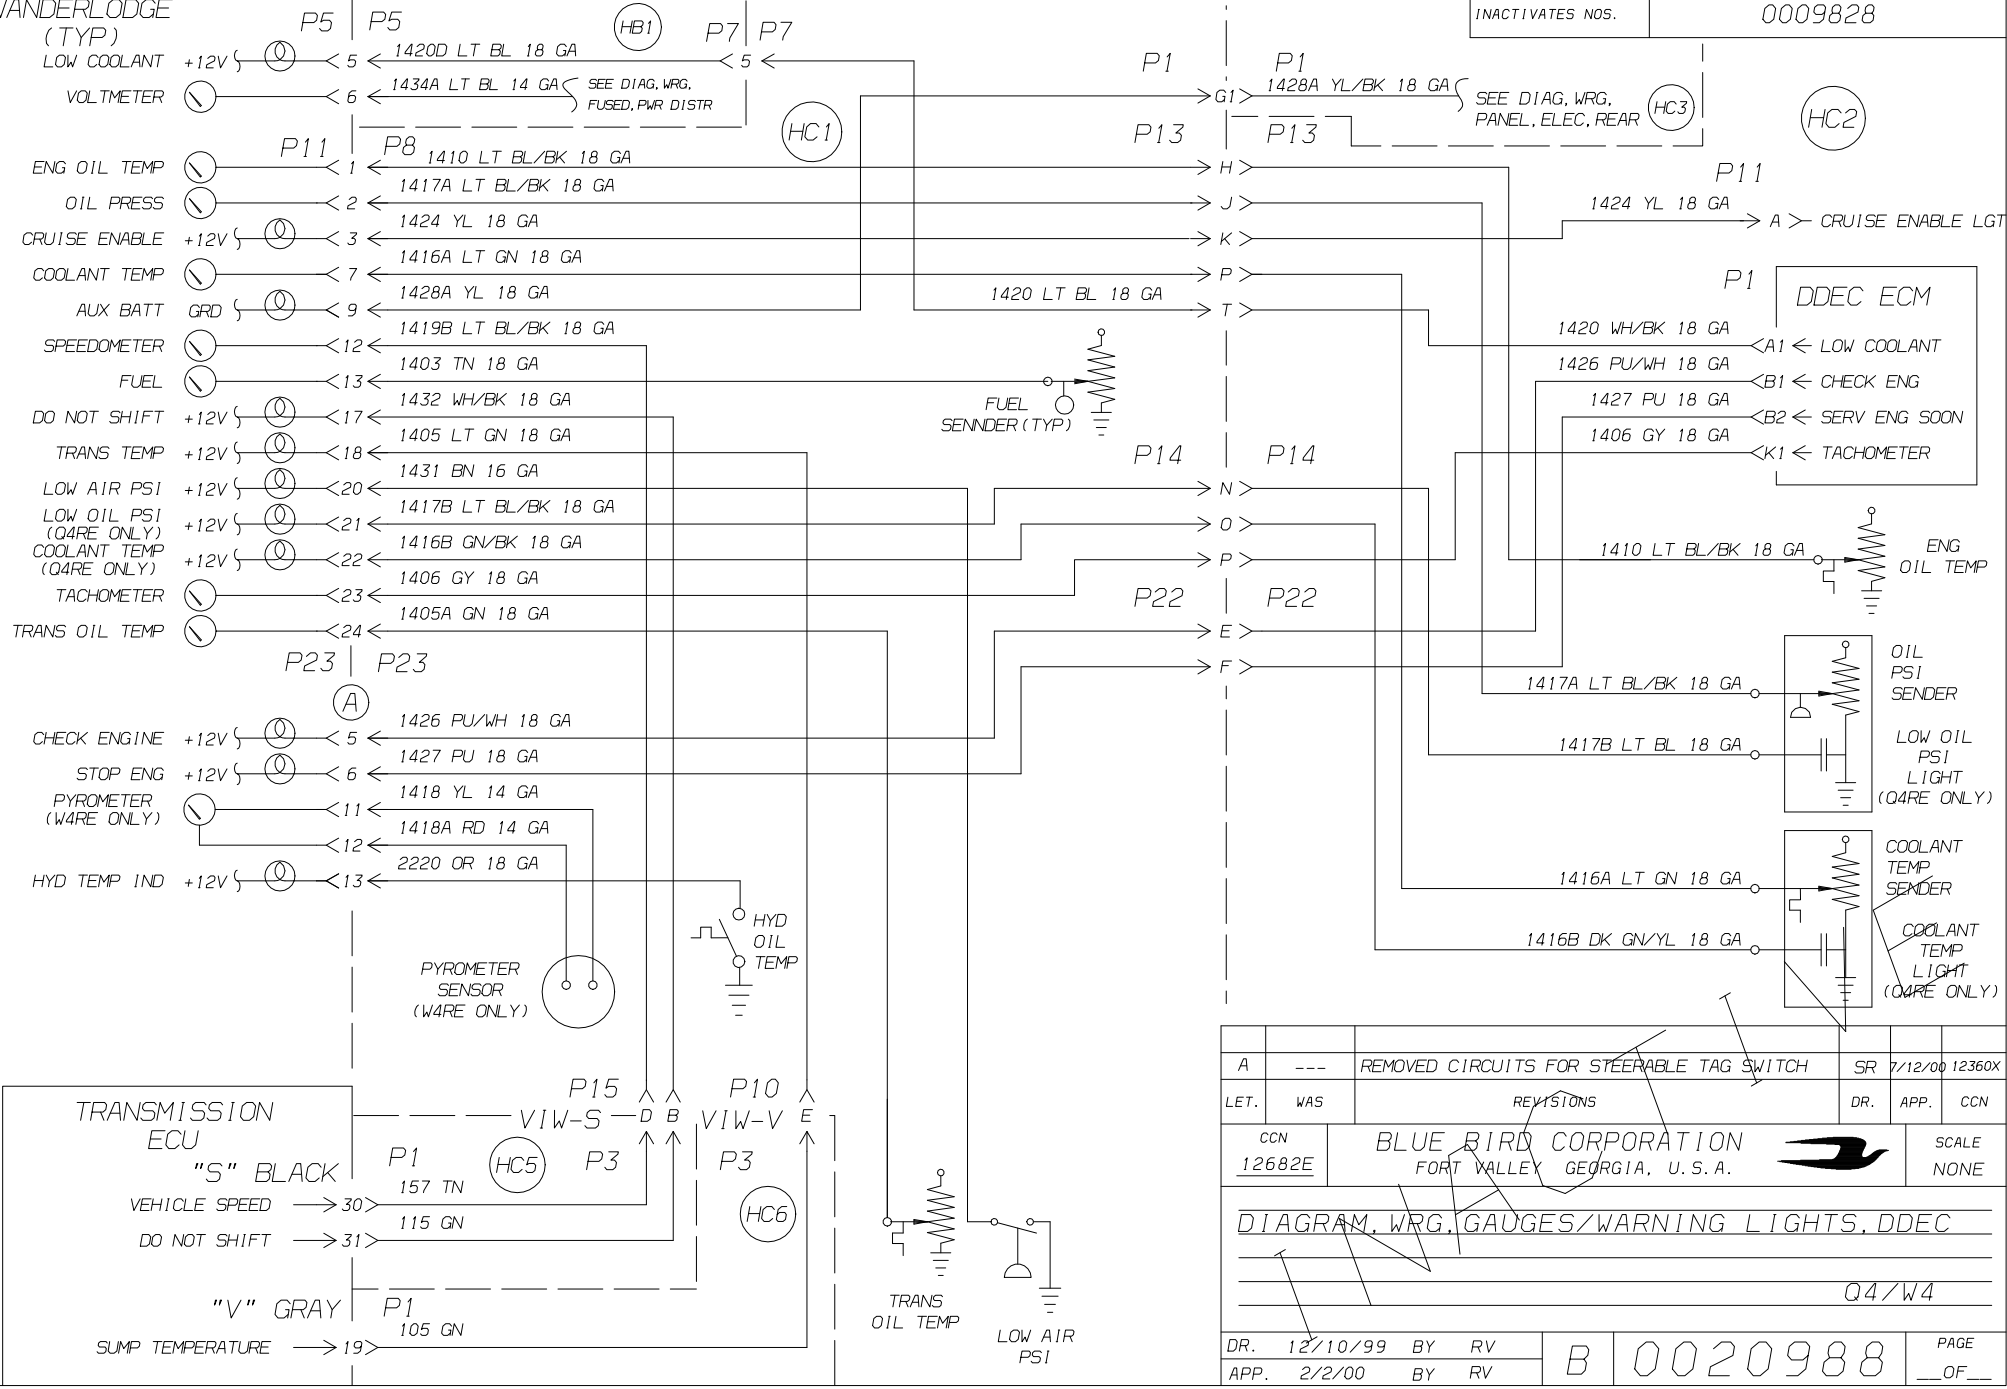 VANDERLODGE
(TYP)
P5 P5
HB1
P7 P7
INACTIVATES NOS. 0009828
LOW COOLANT +12V 5 1420D LT BL 18 GA 5
VOLTMETER 6 1434A LT BL 14 GA SEE DIAG, WRG,
FUSED, PWR DISTR
HC1
P1 P1
G1 1428A YL/BK 18 GA SEE DIAG, WRG,
PANEL, ELEC, REAR
HC3
HC2
P11 P8
P13 P13
ENG OIL TEMP 1 1410 LT BL/BK 18 GA H
OIL PRESS 2 1417A LT BL/BK 18 GA J
CRUISE ENABLE +12V 3 1424 YL 18 GA K
P11
1424 YL 18 GA A CRUISE ENABLE LGT
COOLANT TEMP 7 1416A LT GN 18 GA P
AUX BATT GRD 9 1428A YL 18 GA 1420 LT BL 18 GA T
SPEEDOMETER 12 1419B LT BL/BK 18 GA
FUEL 13 1403 TN 18 GA
FUEL
SENNDER (TYP)
P1
DDEC ECM
1420 WH/BK 18 GA A1 LOW COOLANT
1426 PU/WH 18 GA B1 CHECK ENG
1427 PU 18 GA B2 SERV ENG SOON
1406 GY 18 GA K1 TACHOMETER
DO NOT SHIFT +12V 17 1432 WH/BK 18 GA
TRANS TEMP +12V 18 1405 LT GN 18 GA
P14 P14
LOW AIR PSI +12V 20 1431 BN 16 GA N
LOW OIL PSI
(Q4RE ONLY) +12V 21 1417B LT BL/BK 18 GA O
COOLANT TEMP
(Q4RE ONLY) +12V 22 1416B GN/BK 18 GA P
1410 LT BL/BK 18 GA ENG
OIL TEMP
TACHOMETER 23 1406 GY 18 GA
P22 P22
TRANS OIL TEMP 24 1405A GN 18 GA E
F
P23 P23
A
1417A LT BL/BK 18 GA OIL
PSI
SENDER
1417B LT BL 18 GA LOW OIL
PSI
LIGHT
(Q4RE ONLY)
CHECK ENGINE +12V 5 1426 PU/WH 18 GA
STOP ENG +12V 6 1427 PU 18 GA
PYROMETER
(W4RE ONLY) 11 1418 YL 14 GA
12 1418A RD 14 GA
HYD TEMP IND +12V 13 2220 OR 18 GA
1416A LT GN 18 GA COOLANT
TEMP
SENDER
1416B DK GN/YL 18 GA COOLANT
TEMP
LIGHT
(Q4RE ONLY)
HYD
OIL
TEMP
PYROMETER
SENSOR
(W4RE ONLY)
TRANSMISSION
ECU
P15 VIW-S D B
P10 VIW-V E
HC5
P3 P3
HC6
"S" BLACK P1
VEHICLE SPEED 30 157 TN
DO NOT SHIFT 31 115 GN
"V" GRAY P1
SUMP TEMPERATURE 19 105 GN
TRANS
OIL TEMP
LOW AIR
PSI
A --- REMOVED CIRCUITS FOR STEERABLE TAG SWITCH SR 7/12/00 12360X
LET. WAS REVISIONS DR. APP. CCN
CCN
12682E
BLUE BIRD CORPORATION
FORT VALLEY GEORGIA, U.S.A.
SCALE
NONE
DIAGRAM, WRG, GAUGES/WARNING LIGHTS, DDEC
Q4/W4
DR. 12/10/99 BY RV
APP. 2/2/00 BY RV
B 0020988
PAGE
__OF__